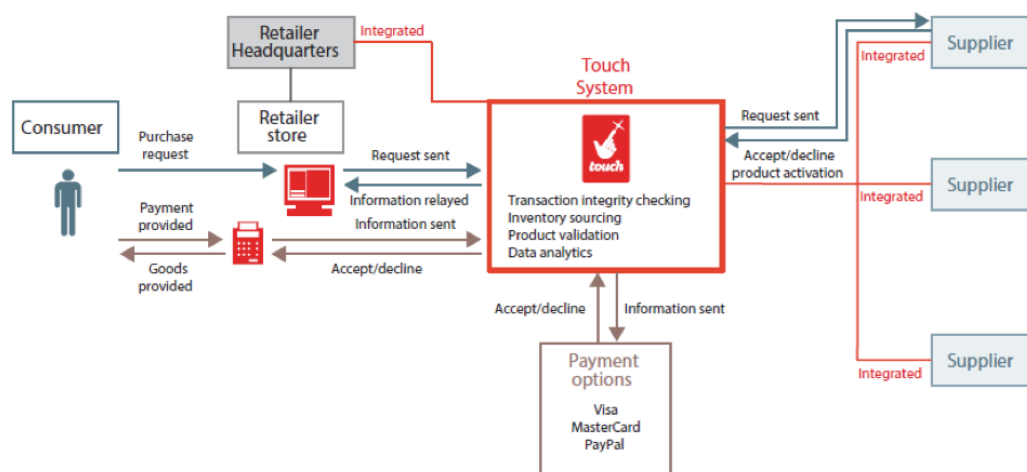 Retailer
Headquarters
Integrated
Supplier
Integrated
Touch
System
Consumer
Retailer
store
Purchase
request
Request sent
Information relayed
touch
Request sent
Accept/decline
product activation
Integrated
Supplier
Transaction integrity checking
Inventory sourcing
Product validation
Data analytics
Payment
provided
Information sent
Goods
provided
Accept/decline
Accept/decline
Information sent
Payment
options
Visa
MasterCard
PayPal
Integrated
Supplier